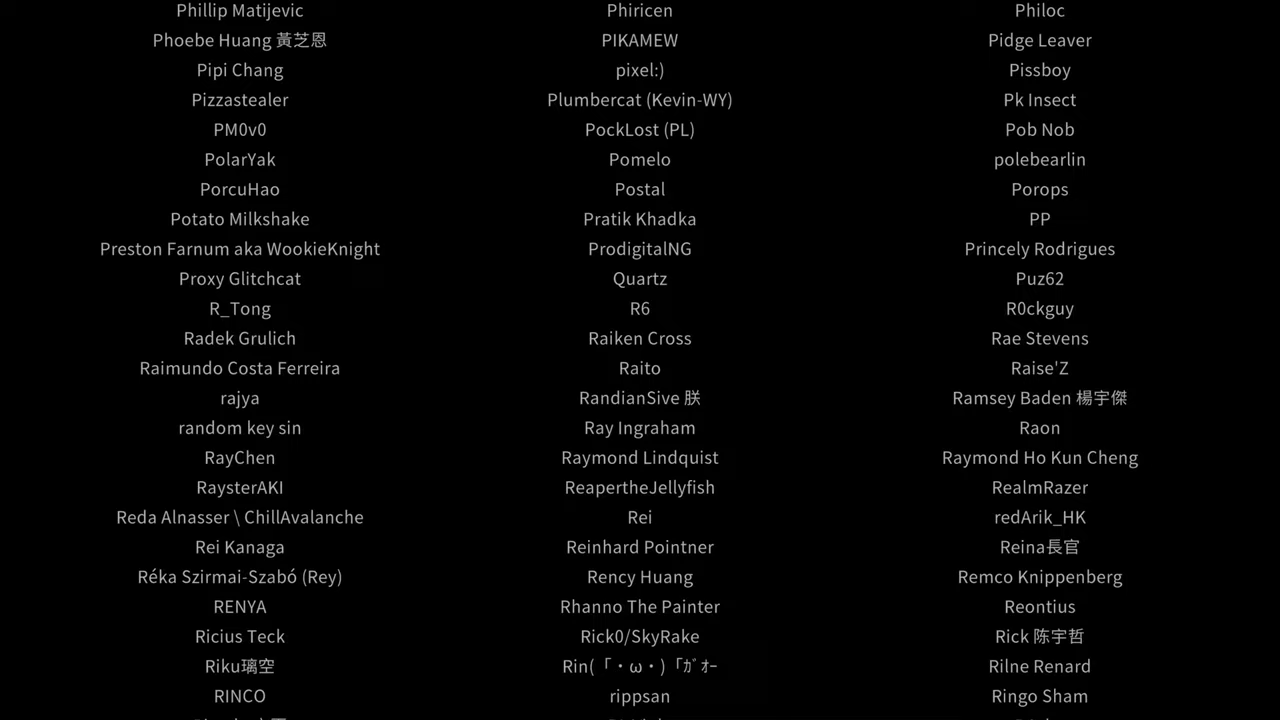 Phillip Matijevic Phiricen Philoc
Phoebe Huang 黃芝恩 PIKAMEW Pidge Leaver
Pipi Chang pixel:) Pissboy
Pizzastealer Plumbercat (Kevin-WY) Pk Insect
PM0v0 PockLost (PL) Pob Nob
PolarYak Pomelo polebearlin
PorcuHao Postal Porops
Potato Milkshake Pratik Khadka PP
Preston Farnum aka WookieKnight ProdigitalNG Princely Rodrigues
Proxy Glitchcat Quartz Puz62
R_Tong R6 R0ckguy
Radek Grulich Raiken Cross Rae Stevens
Raimundo Costa Ferreira Raito Raise'Z
rajya RandianSive 朕 Ramsey Baden 楊宇傑
random key sin Ray Ingraham Raon
RayChen Raymond Lindquist Raymond Ho Kun Cheng
RaysterAKI ReapertheJellyfish RealmRazer
Reda Alnasser \ ChillAvalanche Rei redArik_HK
Rei Kanaga Reinhard Pointner Reina長官
Réka Szirmai-Szabó (Rey) Rency Huang Remco Knippenberg
RENYA Rhanno The Painter Reontius
Ricius Teck Rick0/SkyRake Rick 陈宇哲
Riku璃空 Rin(「・ω・)「ｶﾞｵｰ Rilne Renard
RINCO rippsan Ringo Sham